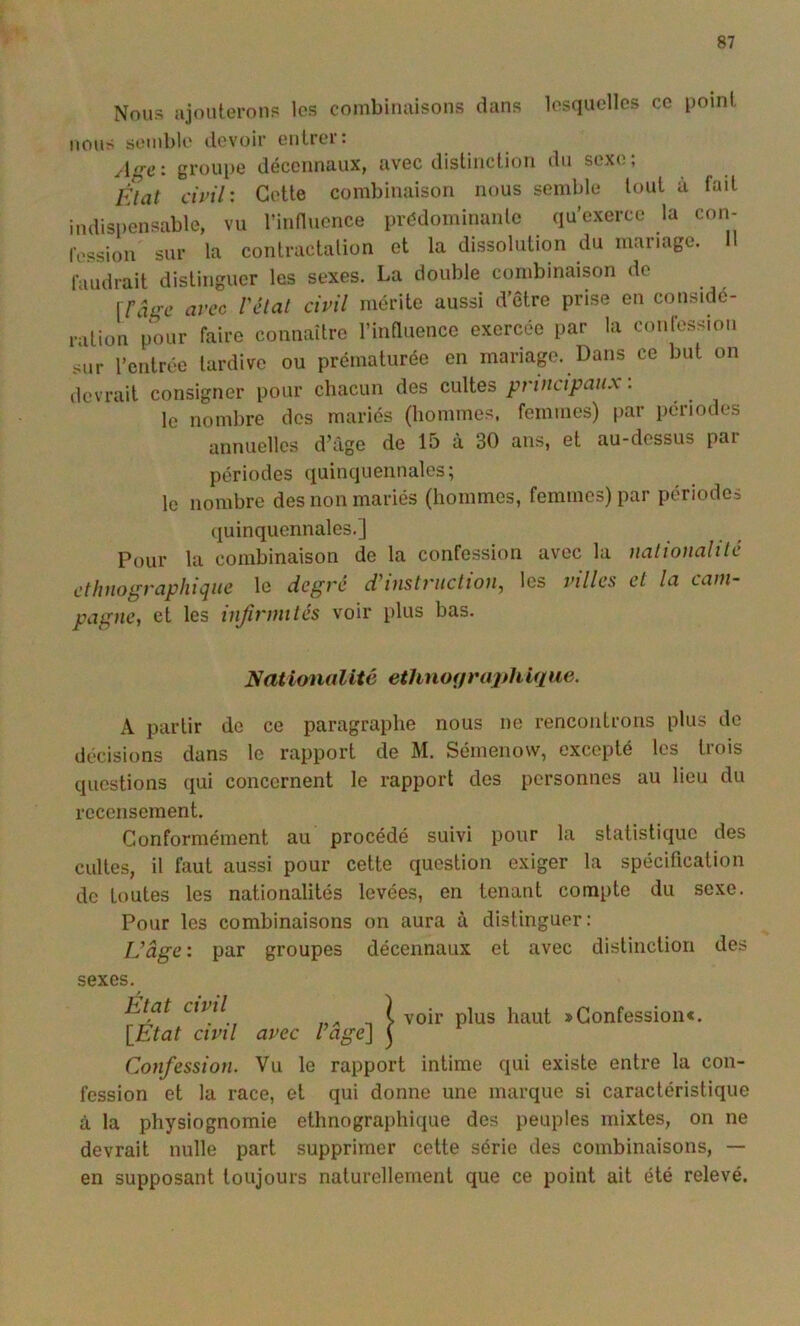 87
Nous ajouterons les combinaisons dans lesquelles ce point
nous semble devoir entrer:
Age: groupe décennaux, avec distinction du sexe;
État civil: Cette combinaison nous semble tout à fait
indispensable, vu l'influence prédominante qu'exerce la con-
fession sur la contractation et la dissolution du mariage. Il
faudrait distinguer les sexes. La double combinaison de
[l'âge avec l'état civil mérite aussi d'être prise en considé-
ration pour faire connaître l'influence exercée par la confession
sur l'entrée tardive ou prématurée en mariage. Dans ce but on
devrait consigner pour chacun des cultes principaux:
le nombre des mariés (hommes, femmes) par périodes
annuelles d'âge de 15 à 30 ans, et au-dessus par
périodes quinquennales;
le nombre des non mariés (hommes, femmes) par périodes
quinquennales.]
Pour la combinaison de la confession avec la nationalité
ethnographique le degré d'instruction, les villes et la cam-
pagne, et les infirmités voir plus bas.
Nationalité ethnographique.
A partir de ce paragraphe nous ne rencontrons plus de
décisions dans le rapport de M. Sémenow, excepté les trois
questions qui concernent le rapport des personnes au lieu du
recensement.
Conformément au procédé suivi pour la statistique des
cultes, il faut aussi pour cette question exiger la spécification
de toutes les nationalités levées, en tenant compte du sexe.
Pour les combinaisons on aura à distinguer:
L'âge: par groupes décennaux et avec distinction des
sexes.
État civil
[État civil avec l'âge] } voir plus haut »Confession«.
Confession. Vu le rapport intime qui existe entre la con-
fession et la race, et qui donne une marque si caractéristique
à la physiognomie ethnographique des peuples mixtes, on ne
devrait nulle part supprimer cette série des combinaisons, —
en supposant toujours naturellement que ce point ait été relevé.